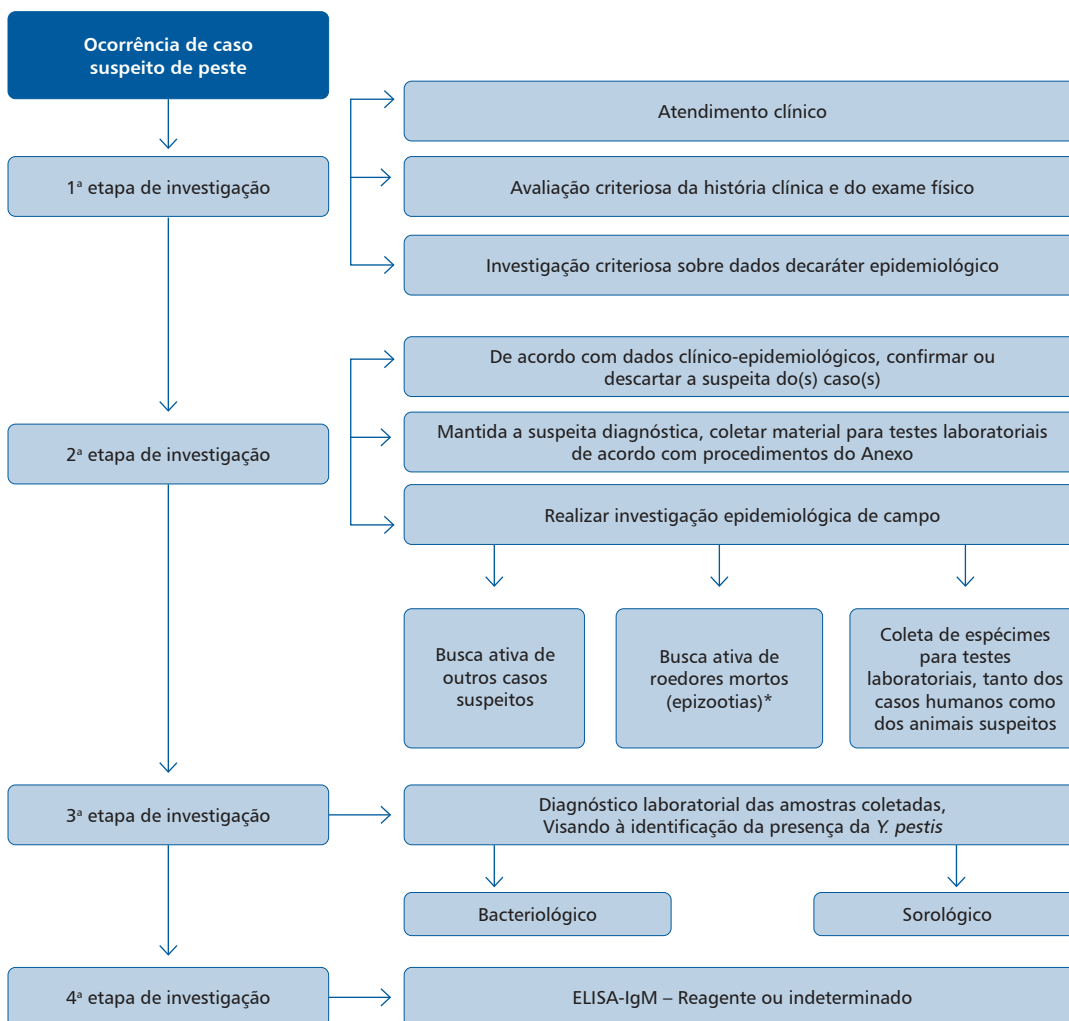 Ocorrência de caso
suspeito de peste
1ª etapa de investigação
Atendimento clínico
Avaliação criteriosa da história clínica e do exame físico
Investigação criteriosa sobre dados decaráter epidemiológico
2ª etapa de investigação
De acordo com dados clínico-epidemiológicos, confirmar ou
descartar a suspeita do(s) caso(s)
Mantida a suspeita diagnóstica, coletar material para testes laboratoriais
de acordo com procedimentos do Anexo
Realizar investigação epidemiológica de campo
Busca ativa de
outros casos
suspeitos
Busca ativa de
roedores mortos
(epizootias)*
Coleta de espécimes
para testes
laboratoriais, tanto dos
casos humanos como
dos animais suspeitos
3ª etapa de investigação
Diagnóstico laboratorial das amostras coletadas,
Visando à identificação da presença da Y. pestis
Bacteriológico
Sorológico
4ª etapa de investigação
ELISA-IgM – Reagente ou indeterminado